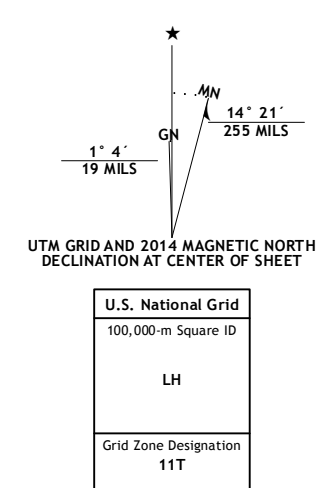 MN
GN
14° 21´
255 MILS
1° 4´
19 MILS
UTM GRID AND 2014 MAGNETIC NORTH
DECLINATION AT CENTER OF SHEET
U.S. National Grid
100,000-m Square ID
LH
Grid Zone Designation
11T